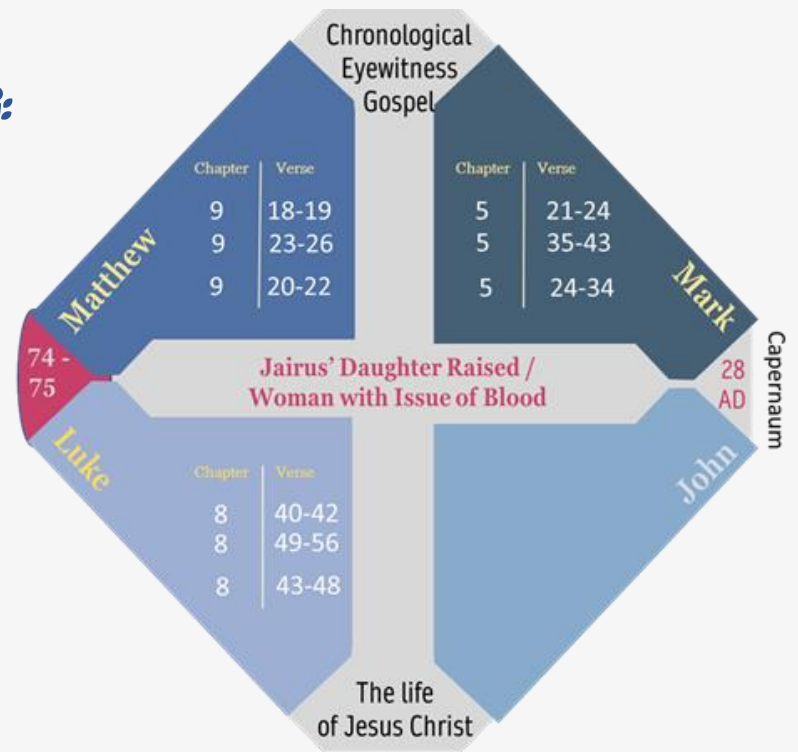 Chronological
Eyewitness
Gospel
Matthew
Chapter Verse
9 18-19
9 23-26
9 20-22
Mark
Chapter Verse
5 21-24
5 35-43
5 24-34
74 -
75
Jairus’ Daughter Raised /
Woman with Issue of Blood
28
AD
Capernaum
Luke
Chapter Verse
8 40-42
8 49-56
8 43-48
John
The life
of Jesus Christ